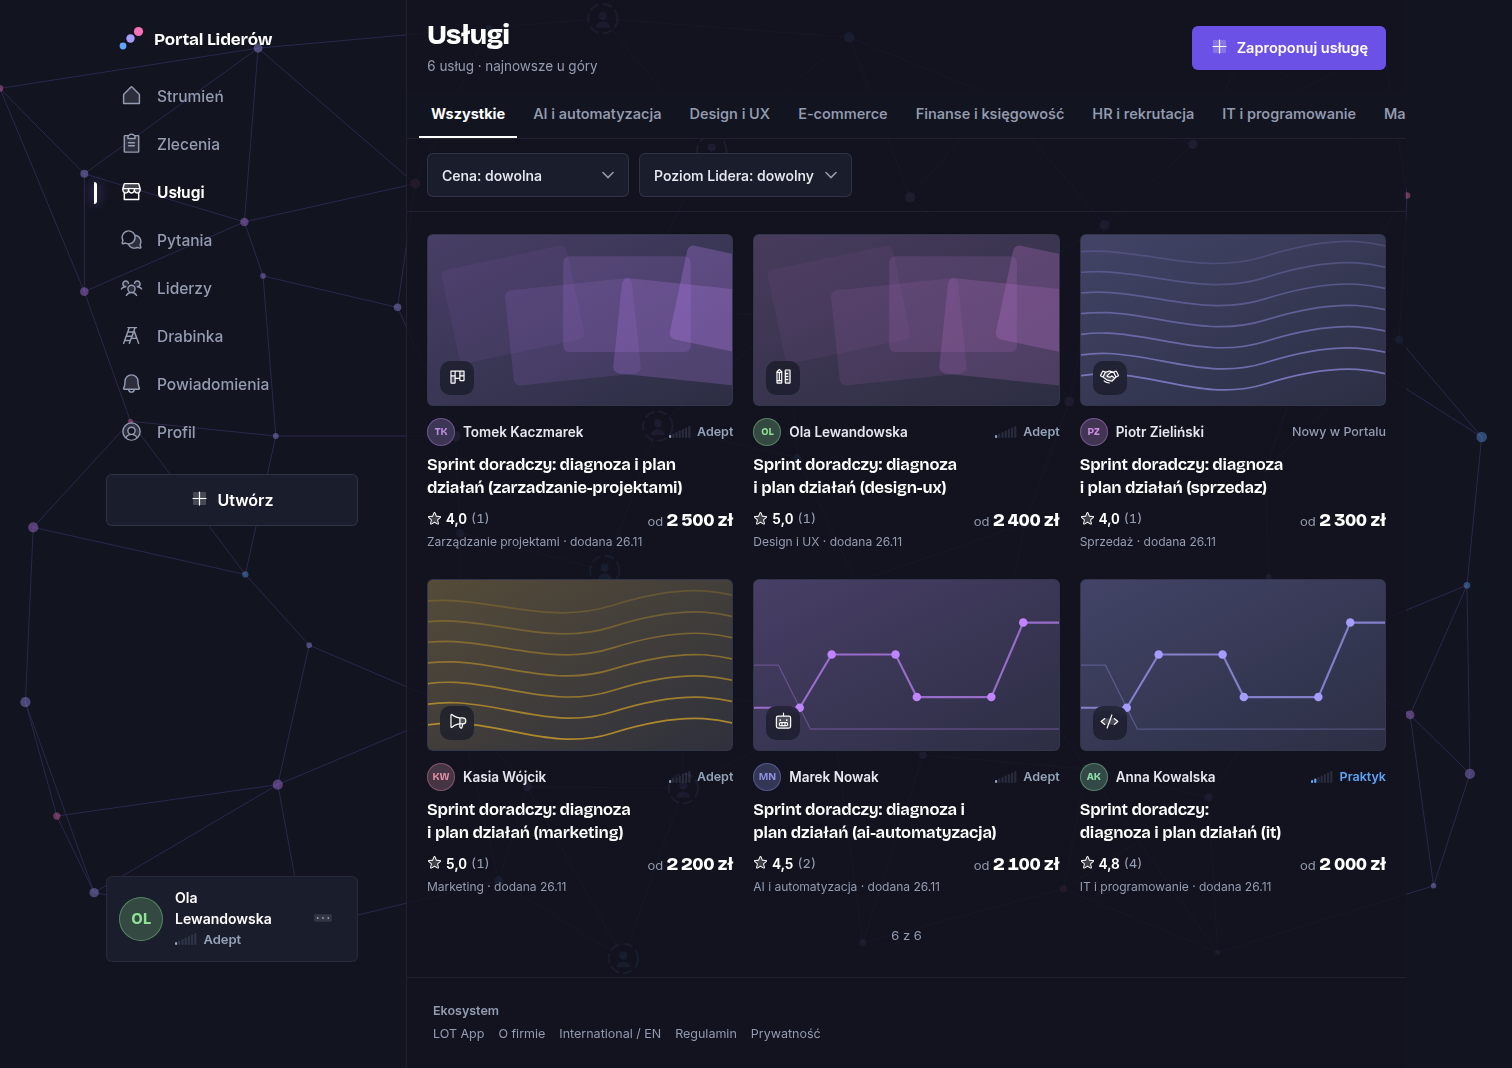 Portal Liderów
Strumień
Zlecenia
Usługi
Pytania
Liderzy
Drabinka
Powiadomienia
Profil
Utwórz
OL
Ola
Lewandowska
Adept
Usługi
6 usług · najnowsze u góry
Zaproponuj usługę
Wszystkie AI i automatyzacja Design i UX E-commerce Finanse i księgowość HR i rekrutacja IT i programowanie Ma
Cena: dowolna
Poziom Lidera: dowolny
TK Tomek Kaczmarek Adept
Sprint doradczy: diagnoza i plan
działań (zarzadzanie-projektami)
4,0 (1) od 2 500 zł
Zarządzanie projektami · dodana 26.11
OL Ola Lewandowska Adept
Sprint doradczy: diagnoza
i plan działań (design-ux)
5,0 (1) od 2 400 zł
Design i UX · dodana 26.11
PZ Piotr Zieliński Nowy w Portalu
Sprint doradczy: diagnoza
i plan działań (sprzedaz)
4,0 (1) od 2 300 zł
Sprzedaż · dodana 26.11
KW Kasia Wójcik Adept
Sprint doradczy: diagnoza
i plan działań (marketing)
5,0 (1) od 2 200 zł
Marketing · dodana 26.11
MN Marek Nowak Adept
Sprint doradczy: diagnoza i
plan działań (ai-automatyzacja)
4,5 (2) od 2 100 zł
AI i automatyzacja · dodana 26.11
AK Anna Kowalska Praktyk
Sprint doradczy:
diagnoza i plan działań (it)
4,8 (4) od 2 000 zł
IT i programowanie · dodana 26.11
6 z 6
Ekosystem
LOT App O firmie International / EN Regulamin Prywatność